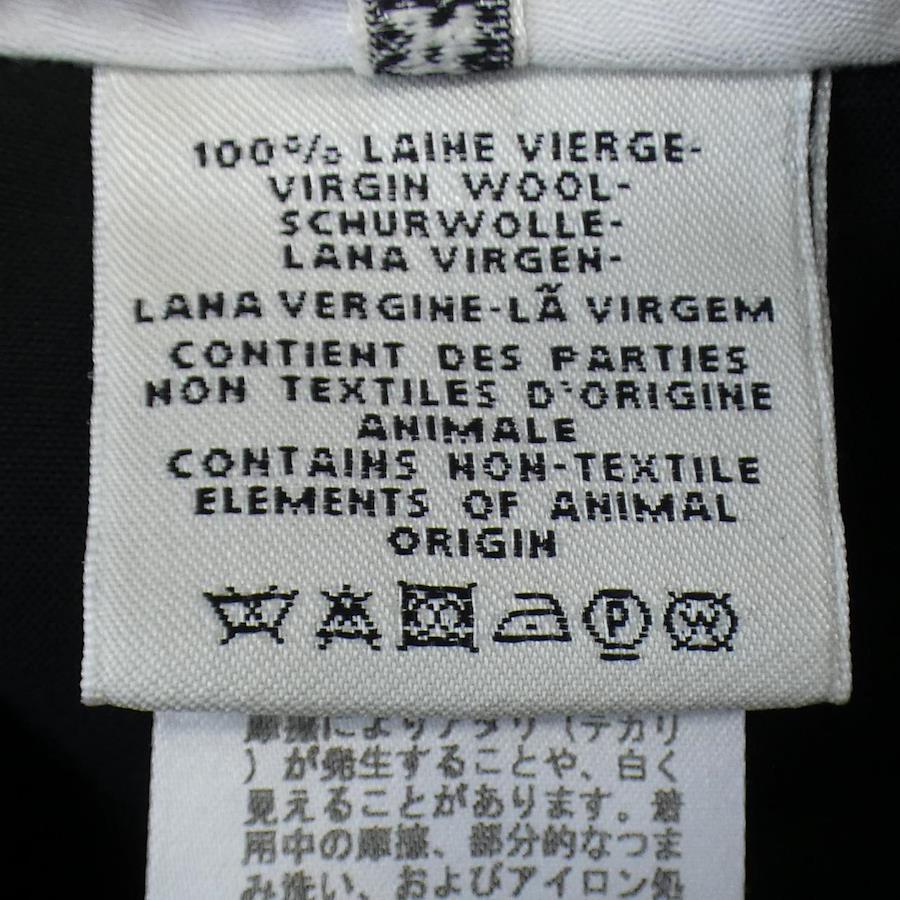 100% LAINE VIERGE-
VIRGIN WOOL-
SCHURWOLLE-
LANA VIRGEN-
LANA VERGINE-LÃ VIRGEM
CONTIENT DES PARTIES
NON TEXTILES D'ORIGINE
ANIMALE
CONTAINS NON-TEXTILE
ELEMENTS OF ANIMAL
ORIGIN
P W
摩擦によりアタリ(テカリ
)が発生することや、白く
見えることがあります。着
用中の摩擦、部分的なつま
み洗い、およびアイロン処